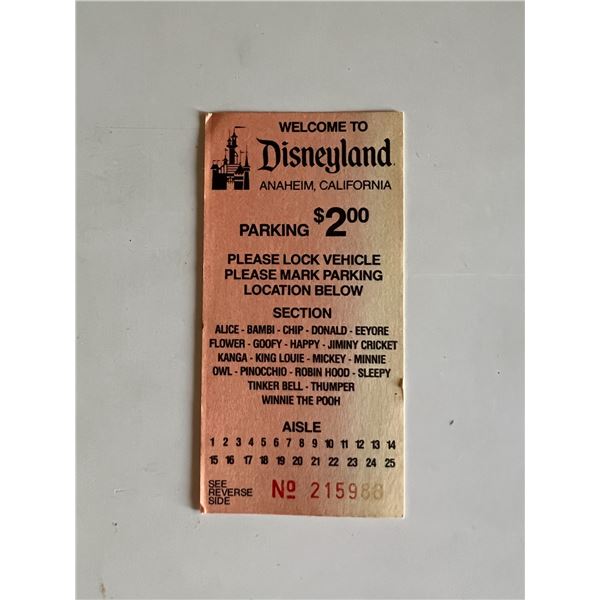 WELCOME TO
Disneyland.
ANAHEIM, CALIFORNIA
PARKING $2.00
PLEASE LOCK VEHICLE
PLEASE MARK PARKING
LOCATION BELOW
SECTION
ALICE - BAMBI - CHIP - DONALD - EEYORE
FLOWER - GOOFY - HAPPY - JIMINY CRICKET
KANGA - KING LOUIE - MICKEY - MINNIE
OWL - PINOCCHIO - ROBIN HOOD - SLEEPY
TINKER BELL - THUMPER
WINNIE THE POOH
AISLE
1 2 3 4 5 6 7 8 9 10 11 12 13 14
15 16 17 18 19 20 21 22 23 24 25
SEE
REVERSE
SIDE
Nº 215988